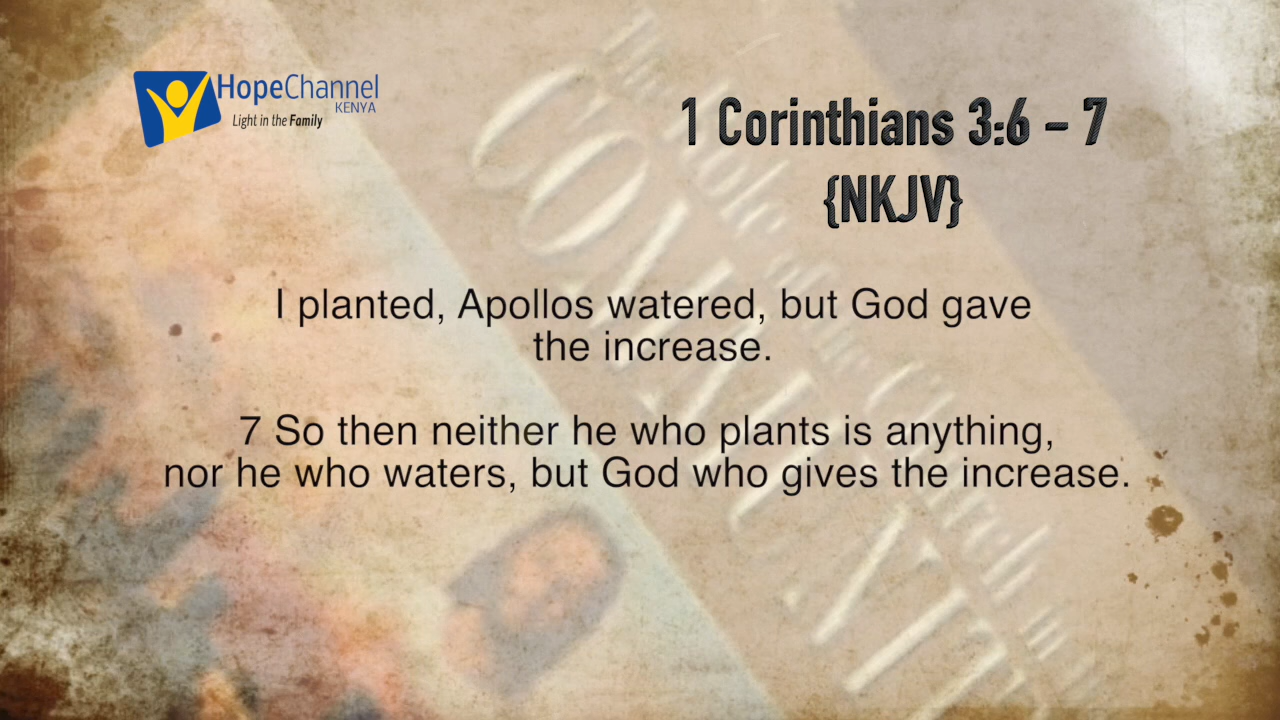 HopeChannel
KENYA
Light in the Family
1 Corinthians 3:6 – 7
{NKJV}
I planted, Apollos watered, but God gave
the increase.
7 So then neither he who plants is anything,
nor he who waters, but God who gives the increase.